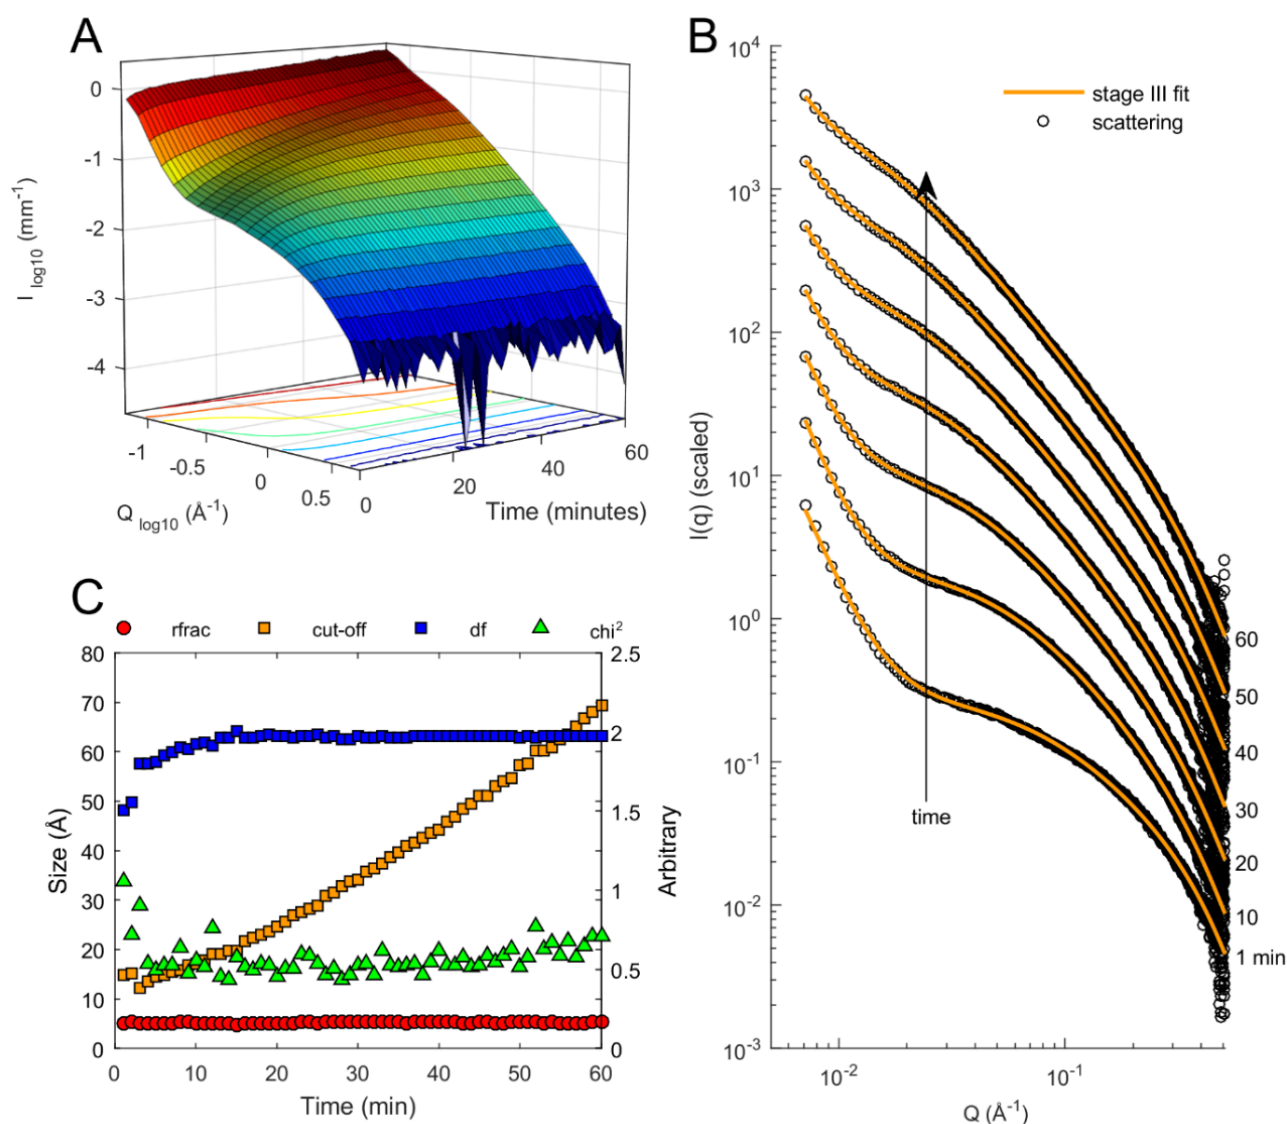 A
0
-1
-2
-3
-4
I log10 (mm-1)
-1
-0.5
0
0.5
Q log10 (Å-1)
0
20
40
60
Time (minutes)
B
10^4
10^3
10^2
10^1
10^0
10^-1
10^-2
10^-3
I(q) (scaled)
stage III fit
scattering
time
60
50
40
30
20
10
1 min
10^-2
10^-1
Q (Å-1)
C
rfrac cut-off df chi2
80
70
60
50
40
30
20
10
0
Size (Å)
2.5
2
1.5
1
0.5
0
Arbitrary
0 10 20 30 40 50 60
Time (min)